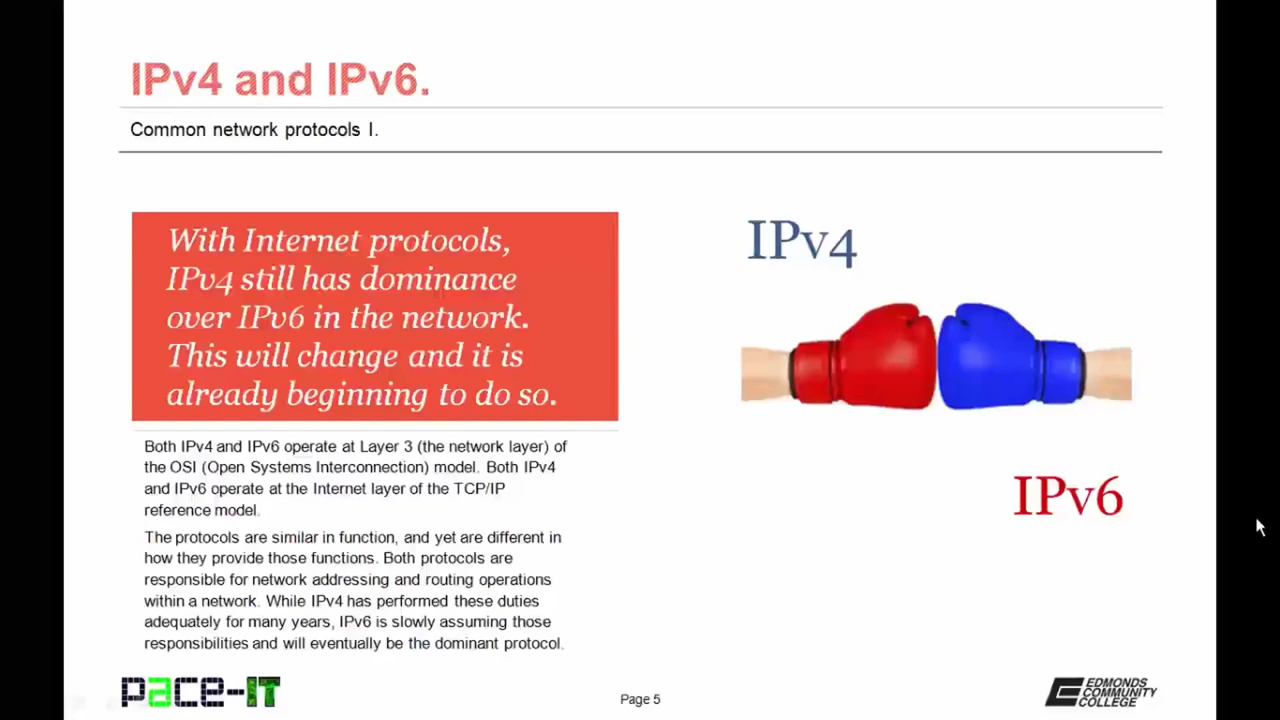 IPv4 and IPv6.
Common network protocols I.
With Internet protocols,
IPv4 still has dominance
over IPv6 in the network.
This will change and it is
already beginning to do so.
Both IPv4 and IPv6 operate at Layer 3 (the network layer) of
the OSI (Open Systems Interconnection) model. Both IPv4
and IPv6 operate at the Internet layer of the TCP/IP
reference model.
The protocols are similar in function, and yet are different in
how they provide those functions. Both protocols are
responsible for network addressing and routing operations
within a network. While IPv4 has performed these duties
adequately for many years, IPv6 is slowly assuming those
responsibilities and will eventually be the dominant protocol.
IPv4
IPv6
pace-IT
Page 5
EDMONDS
COMMUNITY
COLLEGE